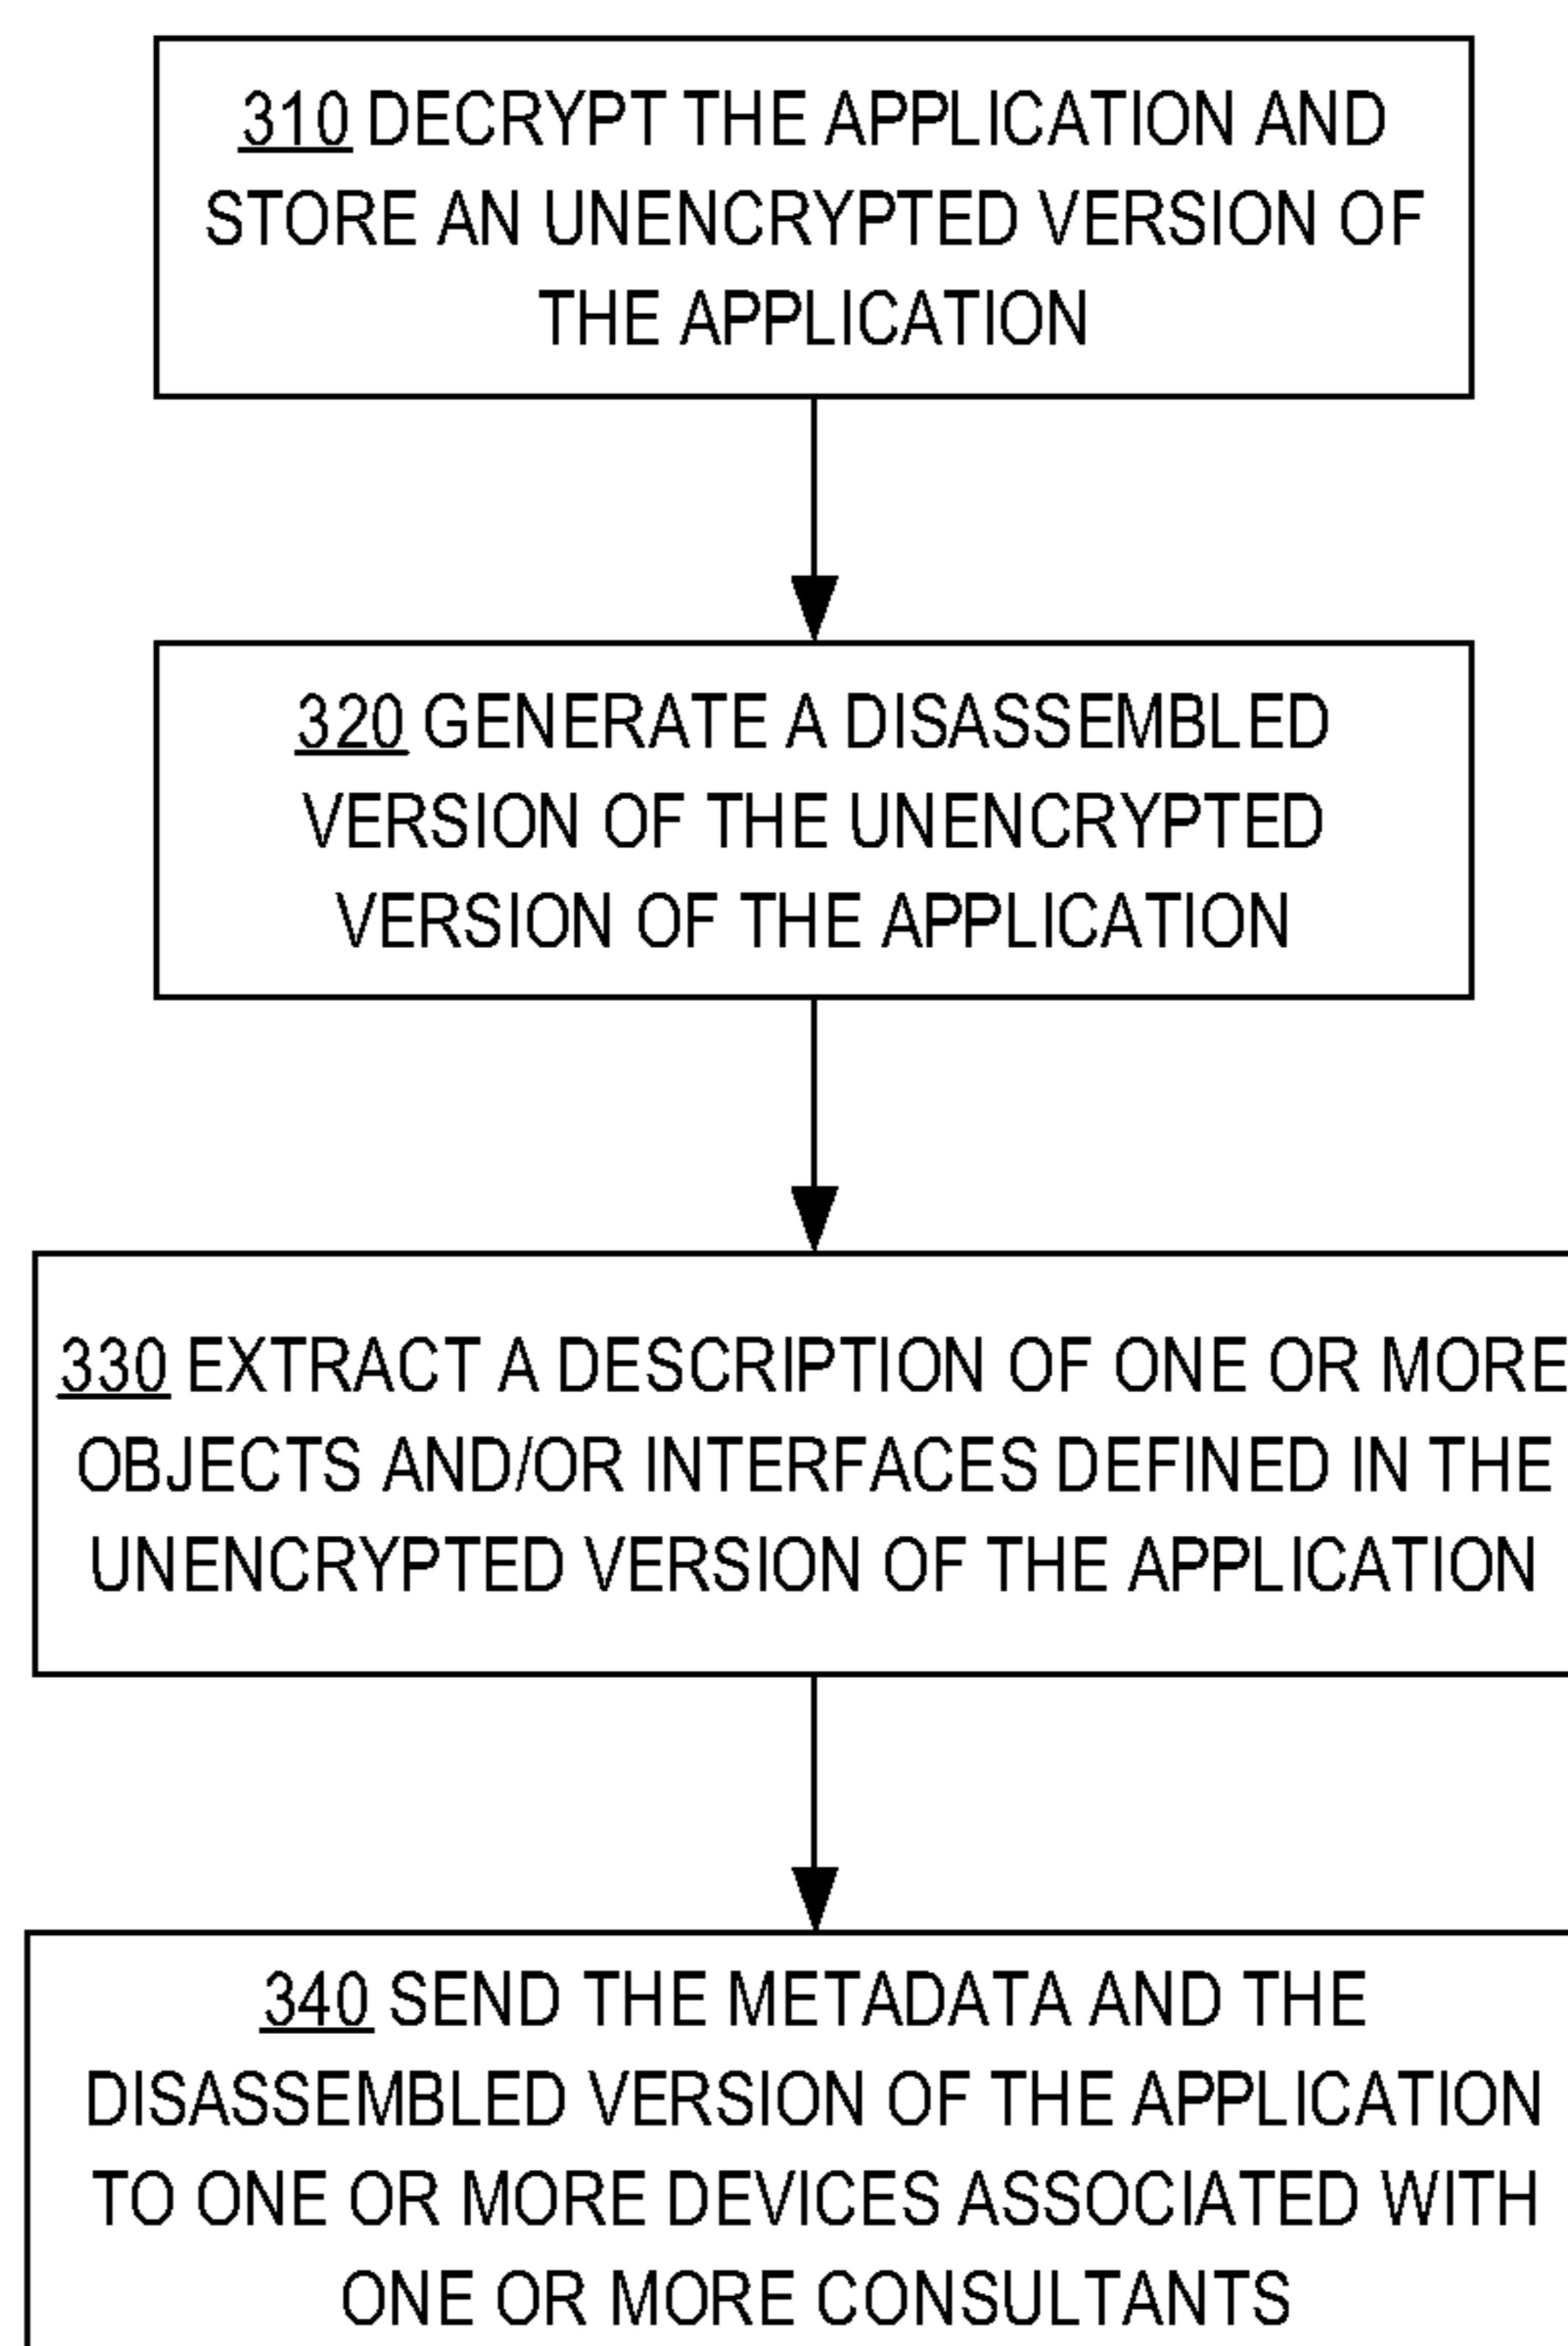 310 DECRYPT THE APPLICATION AND
STORE AN UNENCRYPTED VERSION OF
THE APPLICATION
320 GENERATE A DISASSEMBLED
VERSION OF THE UNENCRYPTED
VERSION OF THE APPLICATION
330 EXTRACT A DESCRIPTION OF ONE OR MORE
OBJECTS AND/OR INTERFACES DEFINED IN THE
UNENCRYPTED VERSION OF THE APPLICATION
340 SEND THE METADATA AND THE
DISASSEMBLED VERSION OF THE APPLICATION
TO ONE OR MORE DEVICES ASSOCIATED WITH
ONE OR MORE CONSULTANTS